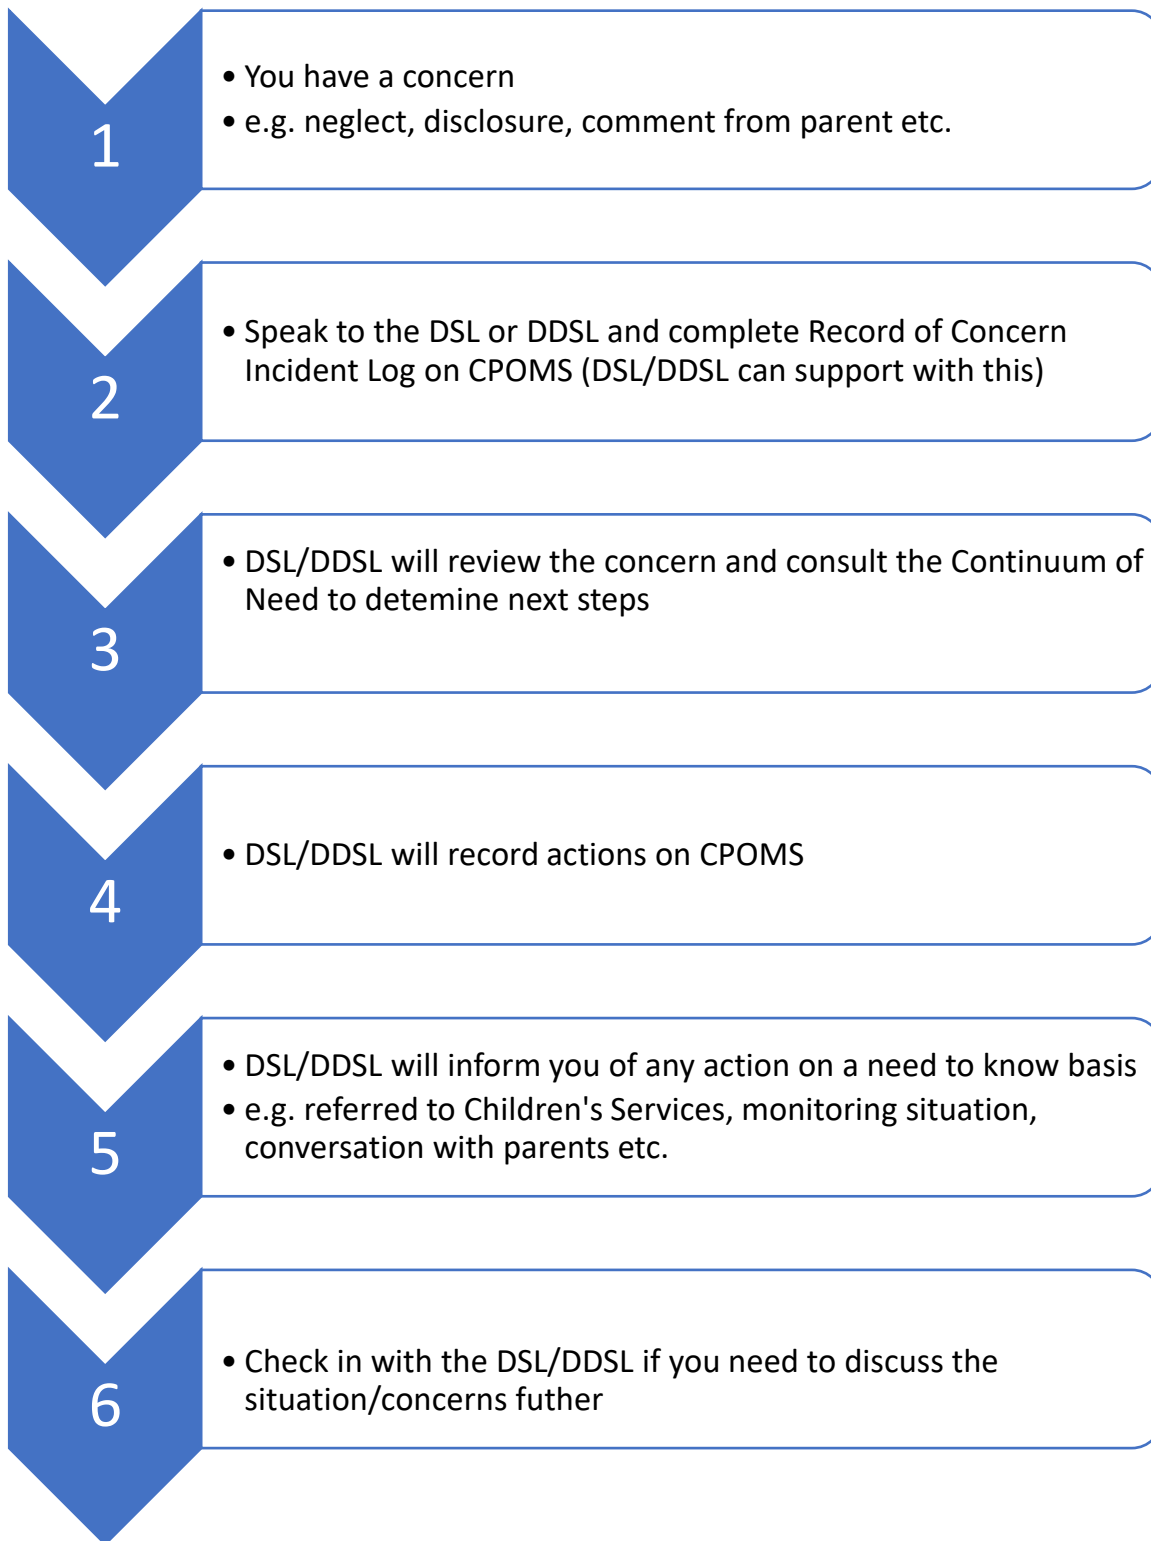 1
• You have a concern
• e.g. neglect, disclosure, comment from parent etc.
2
• Speak to the DSL or DDSL and complete Record of Concern
Incident Log on CPOMS (DSL/DDSL can support with this)
3
• DSL/DDSL will review the concern and consult the Continuum of
Need to detemine next steps
4
• DSL/DDSL will record actions on CPOMS
5
• DSL/DDSL will inform you of any action on a need to know basis
• e.g. referred to Children's Services, monitoring situation,
conversation with parents etc.
6
• Check in with the DSL/DDSL if you need to discuss the
situation/concerns futher